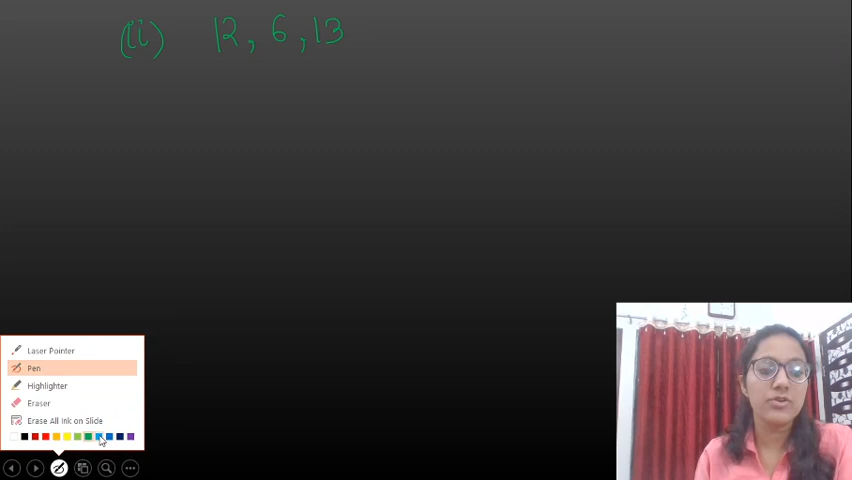 (ii) 12, 6, 13
Laser Pointer
Pen
Highlighter
Eraser
Erase All Ink on Slide